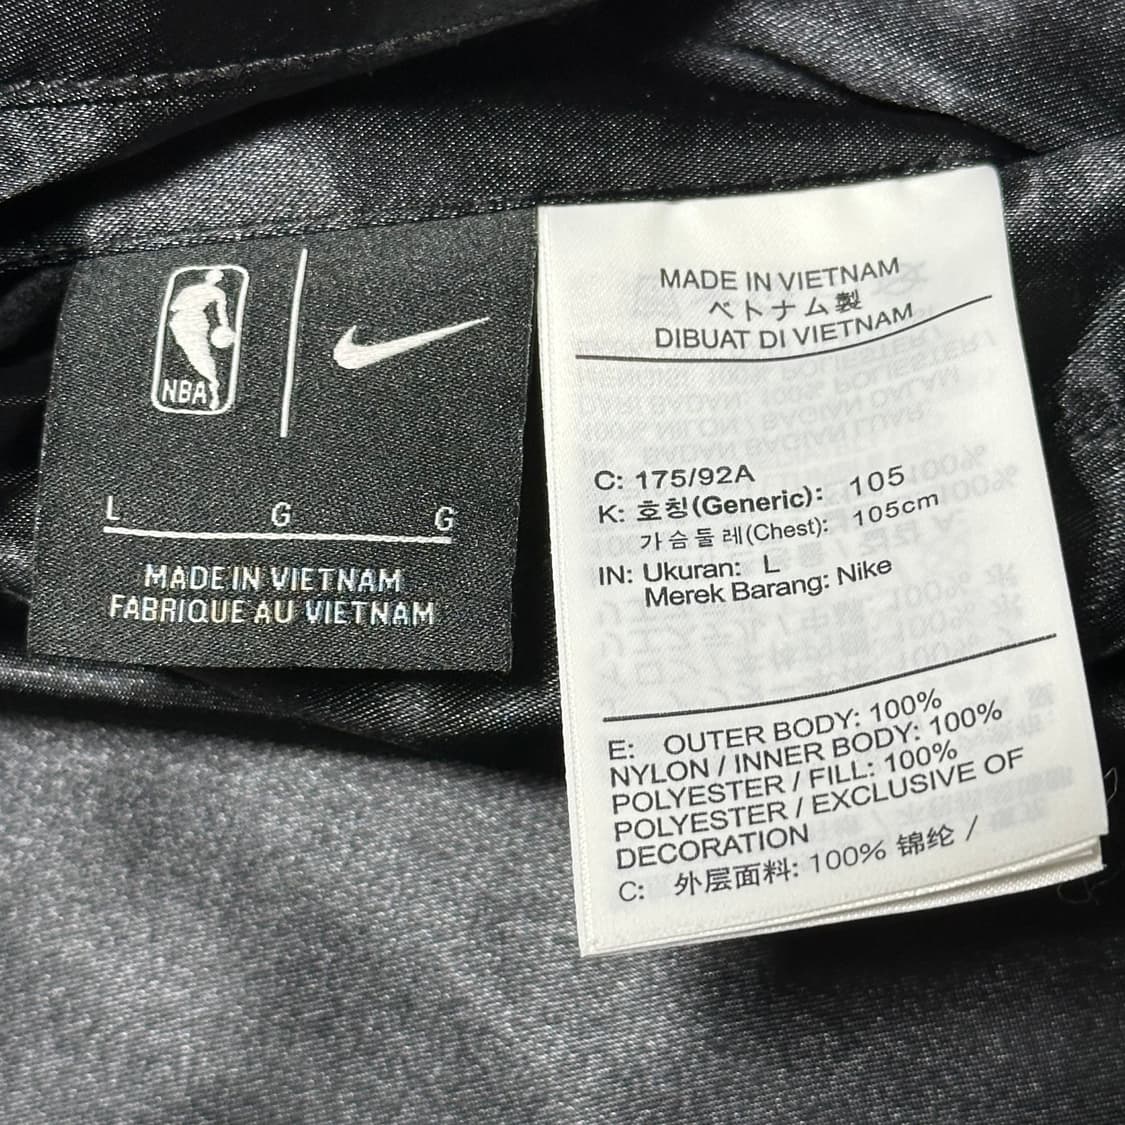 NBA
L G G
MADE IN VIETNAM
FABRIQUE AU VIETNAM
MADE IN VIETNAM
ベトナム製
DIBUAT DI VIETNAM
C: 175/92A
K: 호칭(Generic): 105
가슴둘레(Chest): 105cm
IN: Ukuran: L
Merek Barang: Nike
E: OUTER BODY: 100%
NYLON / INNER BODY: 100%
POLYESTER / FILL: 100%
POLYESTER / EXCLUSIVE OF
DECORATION
C: 外层面料: 100% 锦纶 /